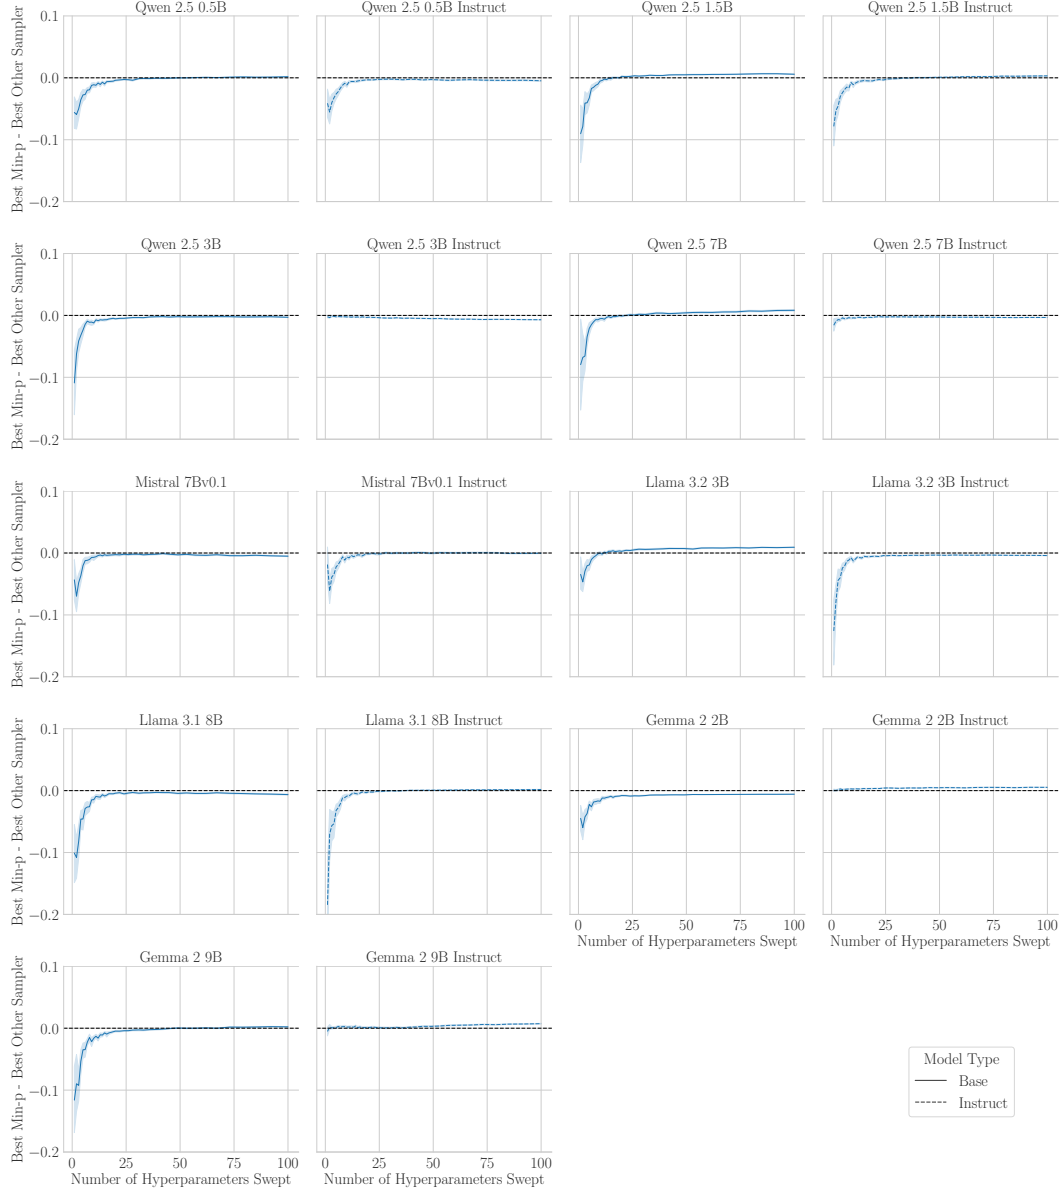 Qwen 2.5 0.5B
Qwen 2.5 0.5B Instruct
Qwen 2.5 1.5B
Qwen 2.5 1.5B Instruct
Best Min-p - Best Other Sampler
0.1
0.0
−0.1
−0.2
Qwen 2.5 3B
Qwen 2.5 3B Instruct
Qwen 2.5 7B
Qwen 2.5 7B Instruct
Best Min-p - Best Other Sampler
0.1
0.0
−0.1
−0.2
Mistral 7Bv0.1
Mistral 7Bv0.1 Instruct
Llama 3.2 3B
Llama 3.2 3B Instruct
Best Min-p - Best Other Sampler
0.1
0.0
−0.1
−0.2
Llama 3.1 8B
Llama 3.1 8B Instruct
Gemma 2 2B
Gemma 2 2B Instruct
Best Min-p - Best Other Sampler
0.1
0.0
−0.1
−0.2
0 25 50 75 100
Number of Hyperparameters Swept
0 25 50 75 100
Number of Hyperparameters Swept
Gemma 2 9B
Gemma 2 9B Instruct
Best Min-p - Best Other Sampler
0.1
0.0
−0.1
−0.2
0 25 50 75 100
Number of Hyperparameters Swept
0 25 50 75 100
Number of Hyperparameters Swept
Model Type
Base
Instruct